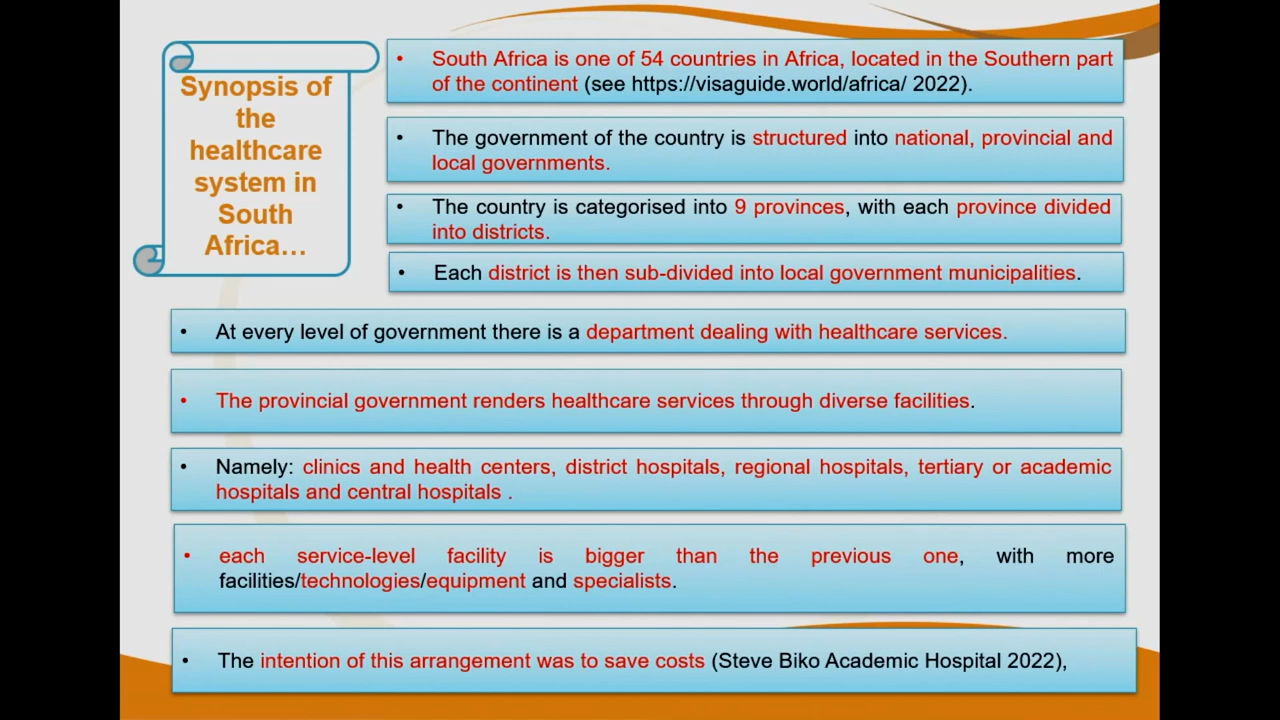 Synopsis of
the
healthcare
system in
South
Africa…
• South Africa is one of 54 countries in Africa, located in the Southern part
of the continent (see https://visaguide.world/africa/ 2022).
• The government of the country is structured into national, provincial and
local governments.
• The country is categorised into 9 provinces, with each province divided
into districts.
• Each district is then sub-divided into local government municipalities.
• At every level of government there is a department dealing with healthcare services.
• The provincial government renders healthcare services through diverse facilities.
• Namely: clinics and health centers, district hospitals, regional hospitals, tertiary or academic
hospitals and central hospitals .
• each service-level facility is bigger than the previous one, with more
facilities/technologies/equipment and specialists.
• The intention of this arrangement was to save costs (Steve Biko Academic Hospital 2022),